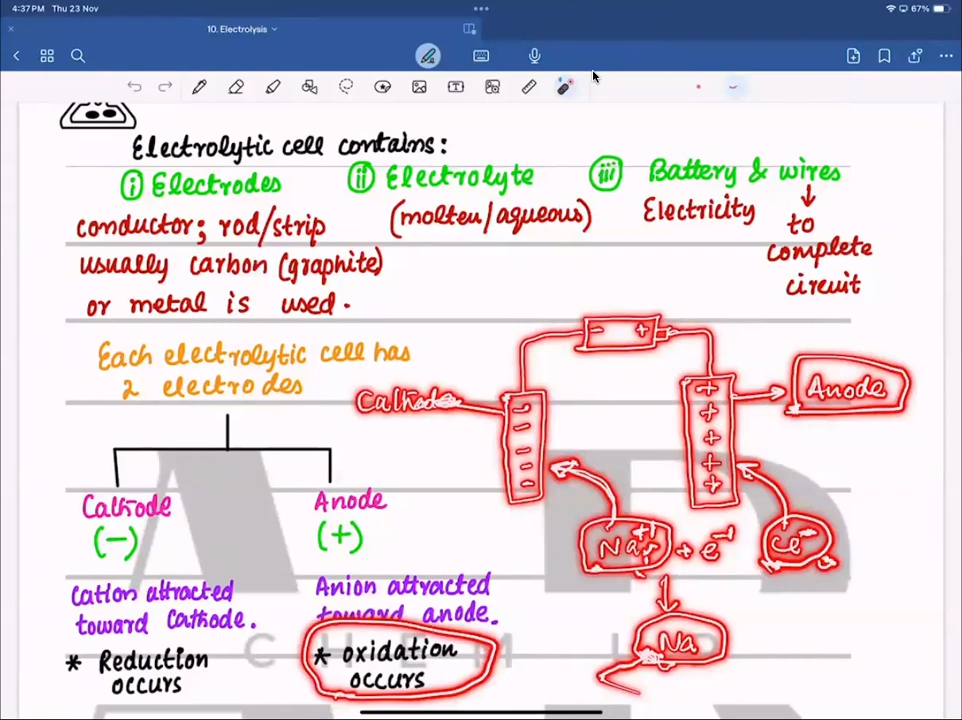 4:37 PM Thu 23 Nov
67%
10. Electrolysis
Electrolytic cell contains:
(i) Electrodes
(ii) Electrolyte
(iii) Battery & wires
conductor; rod/strip
(molten/aqueous)
Electricity
to
complete
circuit
usually carbon (graphite)
or metal is used.
Each electrolytic cell has
2 electrodes
- +
Cathode
Anode
- - - - -
+ + + + +
Cathode
(-)
Anode
(+)
Na+ + e-1
Cl-
Na
Cation attracted
toward Cathode.
Anion attracted
toward anode.
* Reduction
occurs
* oxidation
occurs